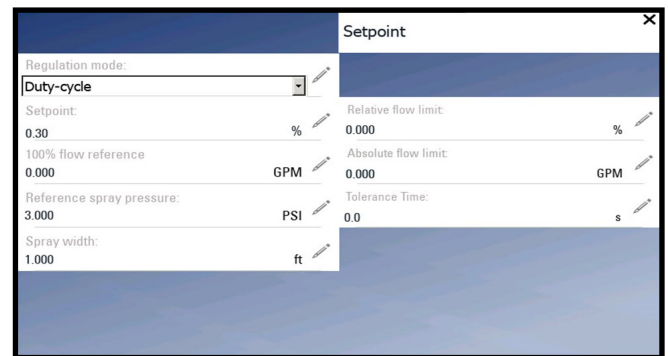 Setpoint
Regulation mode:
Duty-cycle
Setpoint:
0.30 %
100% flow reference
0.000 GPM
Reference spray pressure:
3.000 PSI
Spray width:
1.000 ft
Relative flow limit:
0.000 %
Absolute flow limit:
0.000 GPM
Tolerance Time:
0.0 s